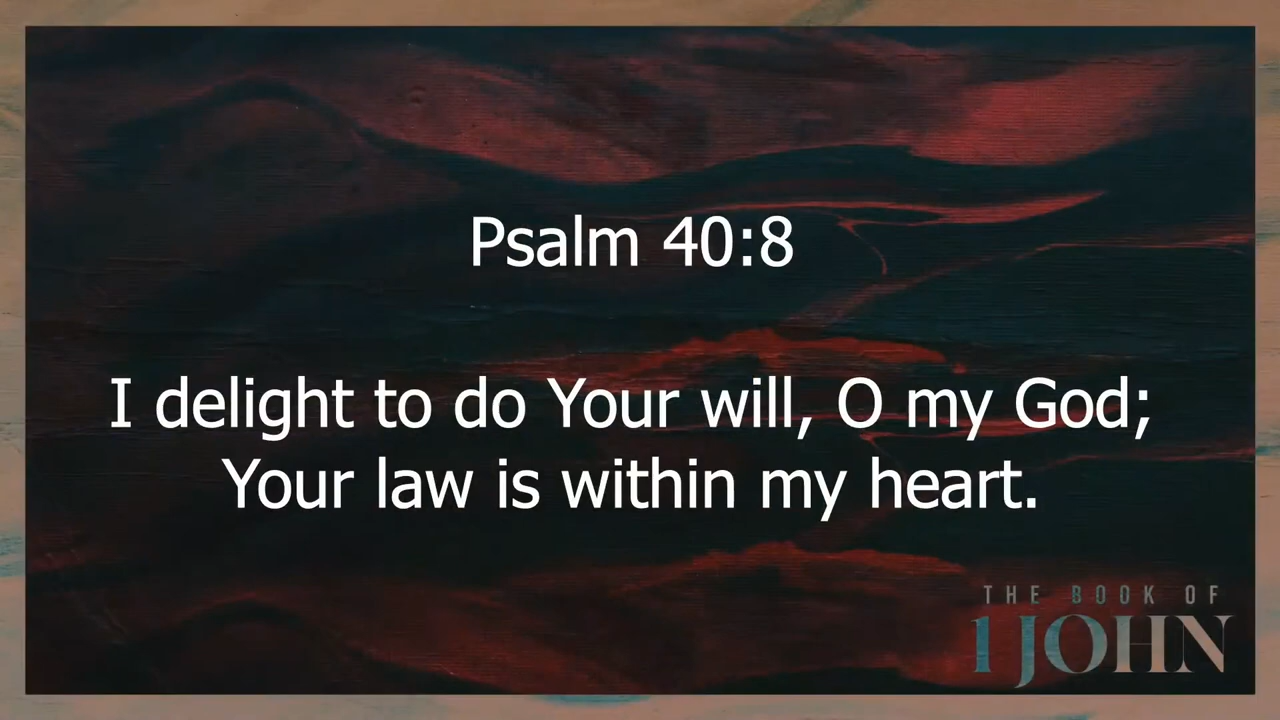 Psalm 40:8
I delight to do Your will, O my God;
Your law is within my heart.
THE BOOK OF
1 JOHN